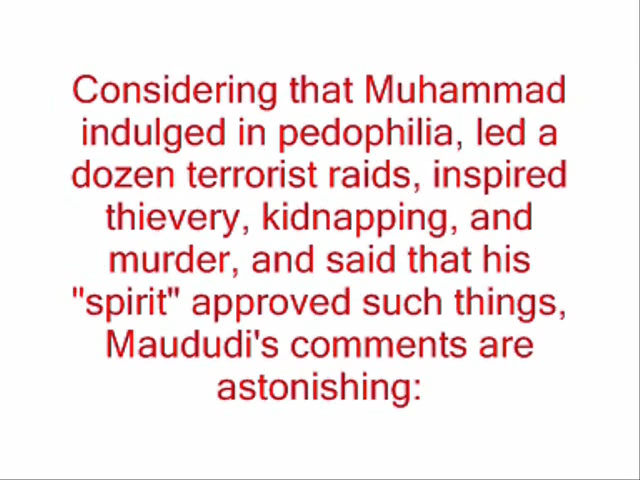 Considering that Muhammad
indulged in pedophilia, led a
dozen terrorist raids, inspired
thievery, kidnapping, and
murder, and said that his
"spirit" approved such things,
Maududi's comments are
astonishing: